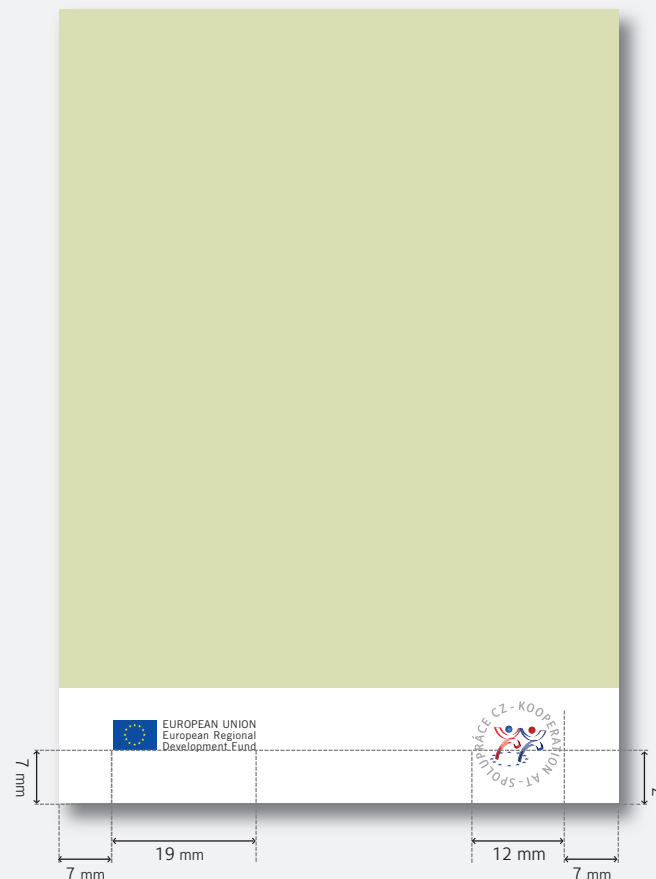 EUROPEAN UNION
European Regional
Development Fund
SPOLUPRÁCE CZ - KOOPERATION AT -
7 mm
19 mm
12 mm
7 mm
7 mm